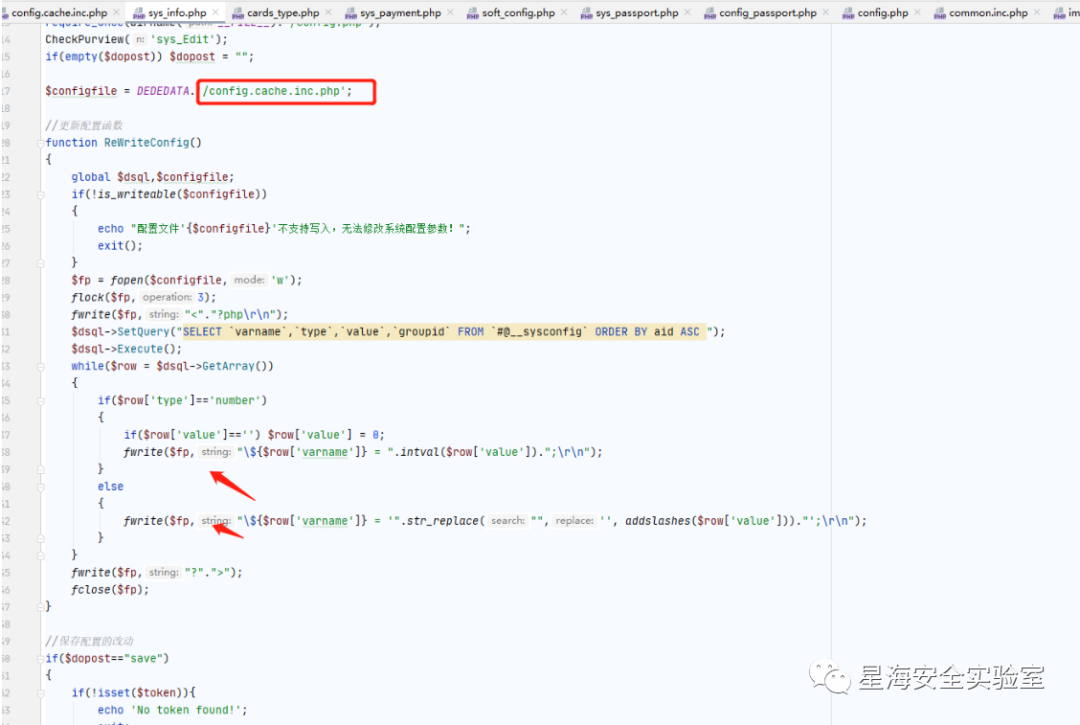 config.cache.inc.php × sys_info.php × cards_type.php × sys_payment.php × soft_config.php × sys_passport.php × config_passport.php × config.php × common.inc.php × im
14 CheckPurview( n: 'sys_Edit');
15 if(empty($dopost)) $dopost = "";
16
17 $configfile = DEDEDATA. '/config.cache.inc.php';
18
19 //更新配置函数
20 function ReWriteConfig()
21 {
22 global $dsql,$configfile;
23 if(!is_writeable($configfile))
24 {
25 echo "配置文件'{$configfile}'不支持写入，无法修改系统配置参数！";
26 exit();
27 }
28 $fp = fopen($configfile, mode: 'w');
29 flock($fp, operation: 3);
30 fwrite($fp, string: "<"."?php\r\n");
31 $dsql->SetQuery("SELECT `varname`,`type`,`value`,`groupid` FROM `#@__sysconfig` ORDER BY aid ASC ");
32 $dsql->Execute();
33 while($row = $dsql->GetArray())
34 {
35 if($row['type']=='number')
36 {
37 if($row['value']=='') $row['value'] = 0;
38 fwrite($fp, string: "\${$row['varname']} = ".intval($row['value']).";\r\n");
39 }
40 else
41 {
42 fwrite($fp, string: "\${$row['varname']} = '".str_replace( search: "'", replace: '', addslashes($row['value']))."';\r\n");
43 }
44 }
45 fwrite($fp, string: "?".">");
46 fclose($fp);
47 }
48
49 //保存配置的改动
50 if($dopost=="save")
51 {
52 if(!isset($token)){
53 echo 'No token found!';
星海安全实验室